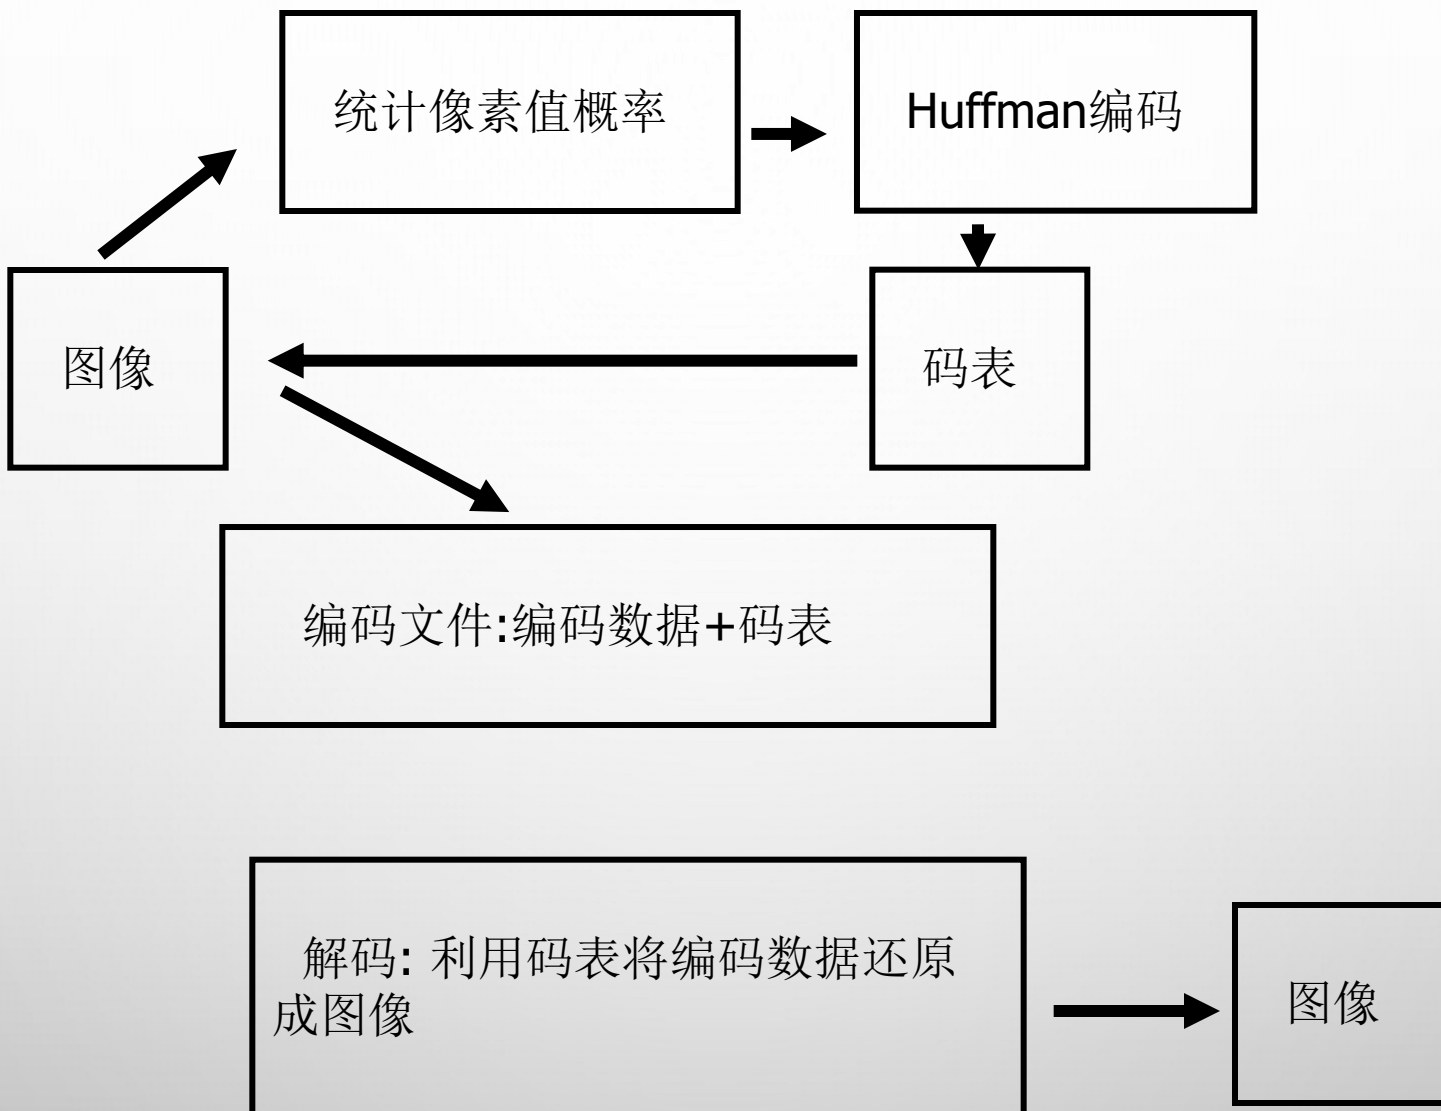 统计像素值概率
Huffman编码
图像
码表
编码文件:编码数据+码表
解码: 利用码表将编码数据还原
成图像
图像